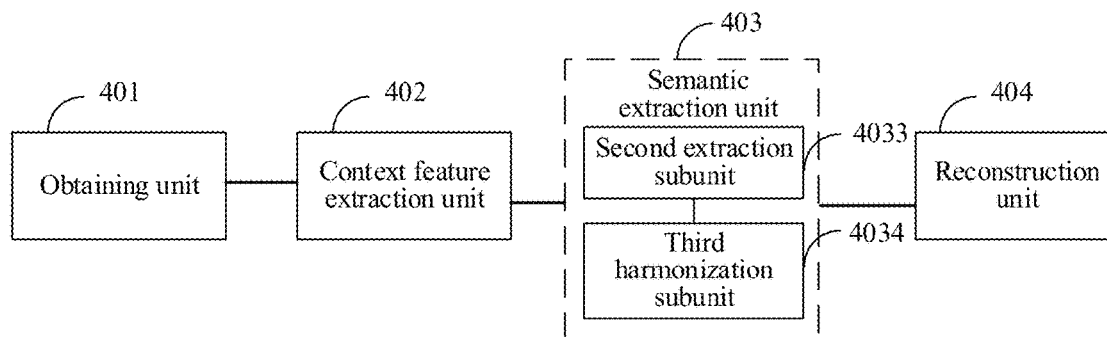 403
401
402
Semantic
extraction unit
404
Obtaining unit
Context feature
extraction unit
Second extraction
subunit
4033
Third
harmonization
subunit
4034
Reconstruction
unit